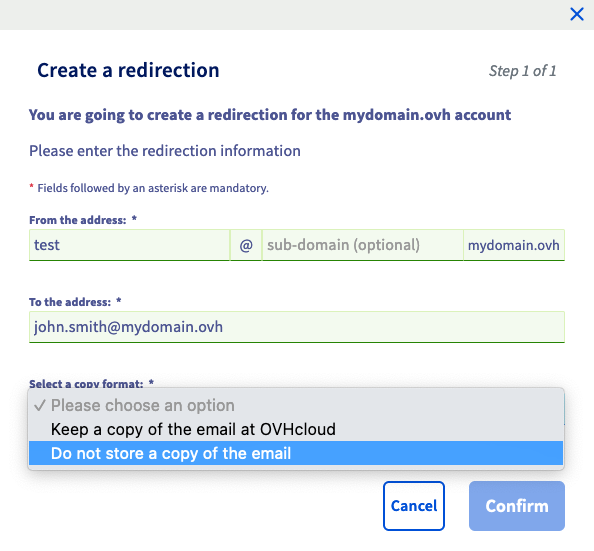 Create a redirection
Step 1 of 1
You are going to create a redirection for the mydomain.ovh account
Please enter the redirection information
* Fields followed by an asterisk are mandatory.
From the address: *
test @ sub-domain (optional) mydomain.ovh
To the address: *
john.smith@mydomain.ovh
Select a copy format: *
✓ Please choose an option
Keep a copy of the email at OVHcloud
Do not store a copy of the email
Cancel Confirm